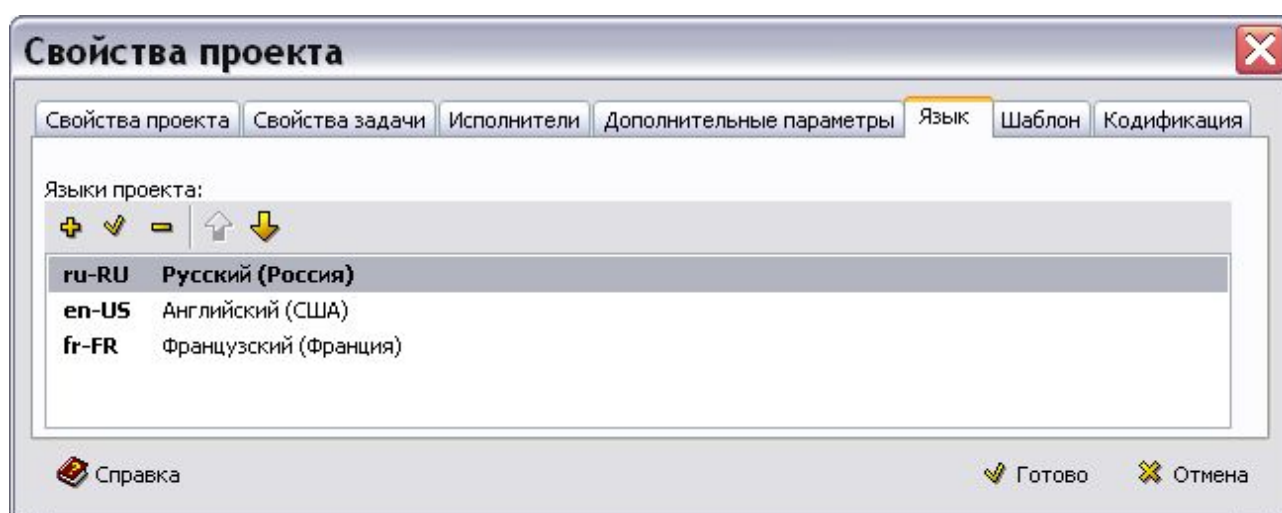 Свойства проекта
Свойства проекта Свойства задачи Исполнители Дополнительные параметры Язык Шаблон Кодификация
Языки проекта:
ru-RU Русский (Россия)
en-US Английский (США)
fr-FR Французский (Франция)
Справка Готово Отмена